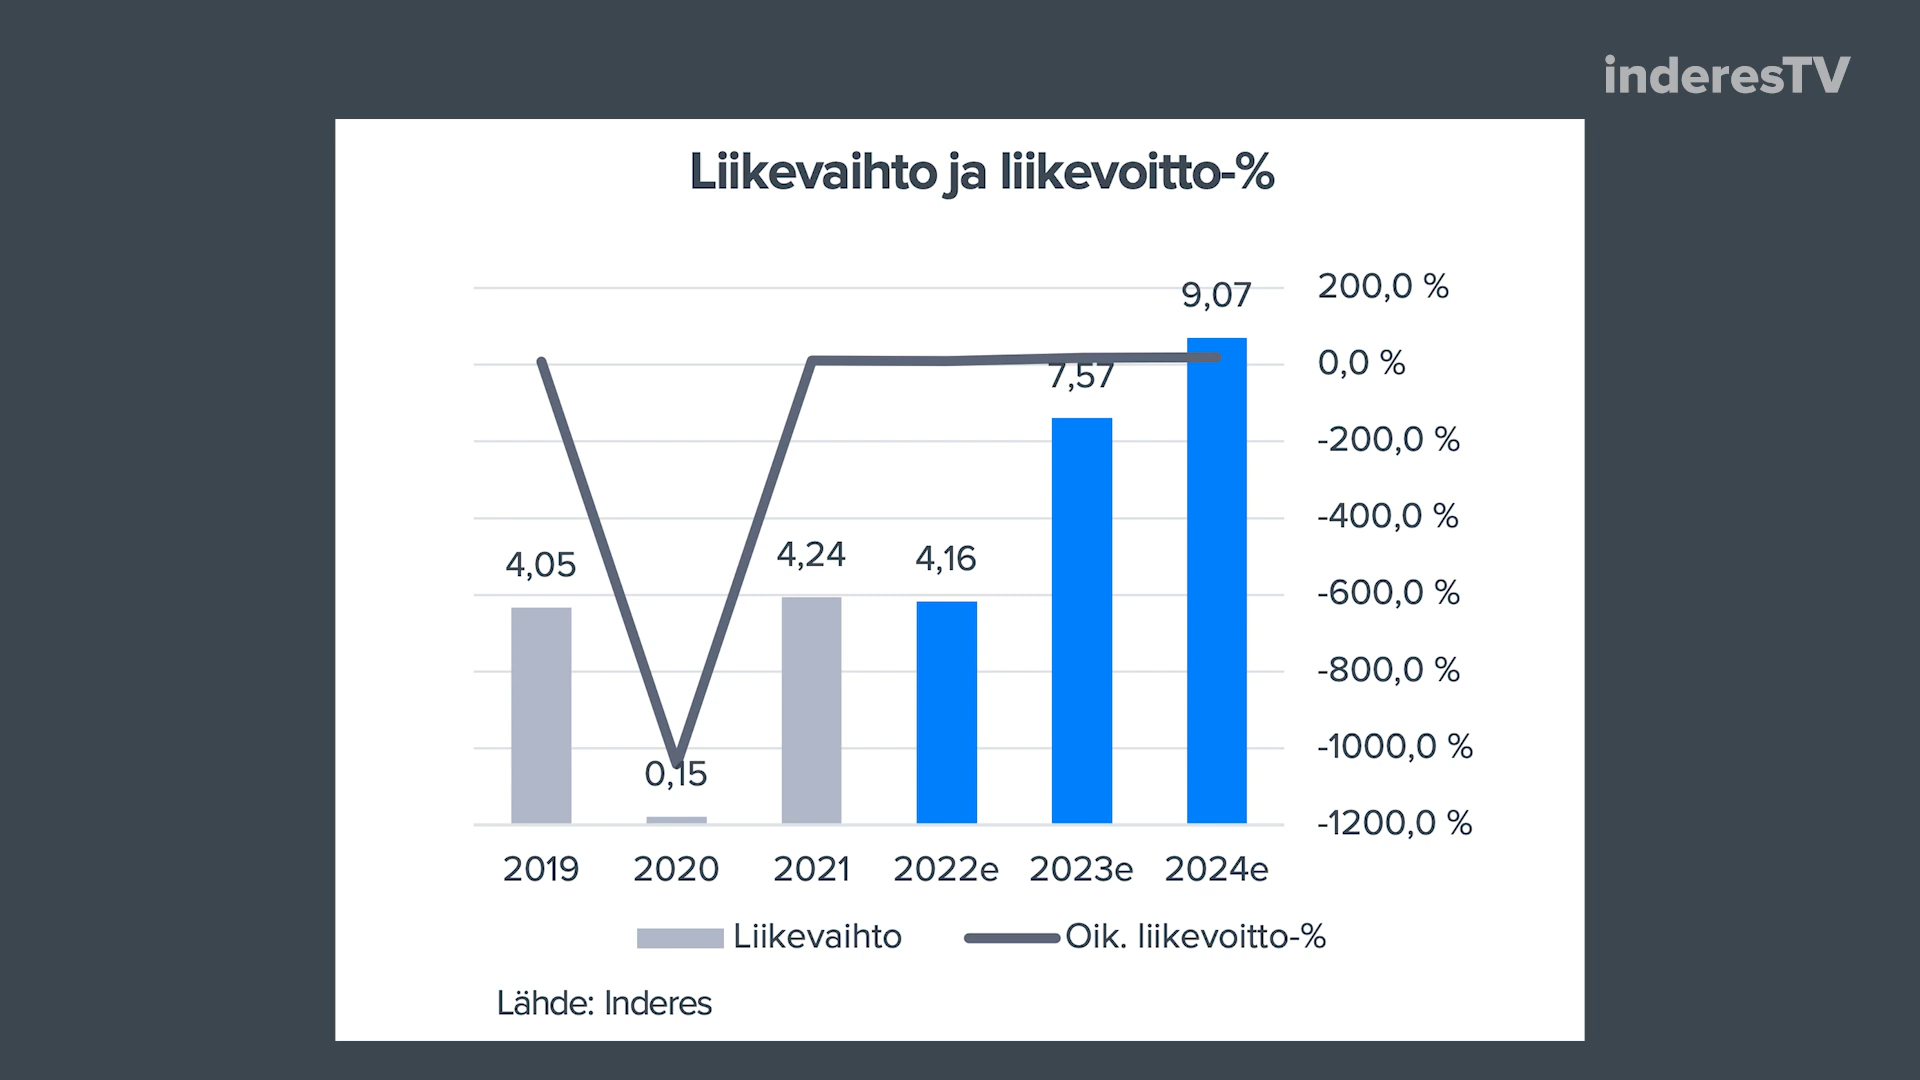 inderesTV
Liikevaihto ja liikevoitto-%
200,0 %
9,07
0,0 %
7,57
-200,0 %
-400,0 %
4,05
4,24
4,16
-600,0 %
-800,0 %
-1000,0 %
0,15
-1200,0 %
2019 2020 2021 2022e 2023e 2024e
Liikevaihto Oik. liikevoitto-%
Lähde: Inderes